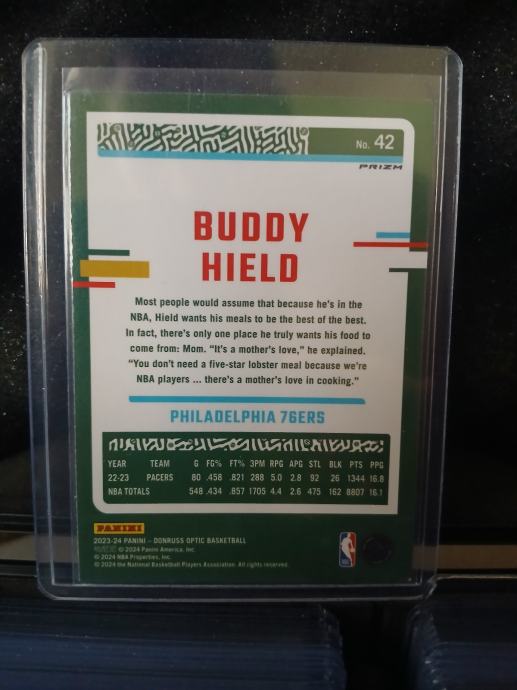 No. 42
PRIZM
BUDDY
HIELD
Most people would assume that because he's in the
NBA, Hield wants his meals to be the best of the best.
In fact, there's only one place he truly wants his food to
come from: Mom. "It's a mother's love," he explained.
"You don't need a five-star lobster meal because we're
NBA players ... there's a mother's love in cooking."
PHILADELPHIA 76ERS
YEAR TEAM G FG% FT% 3PM RPG APG STL BLK PTS PPG
22-23 PACERS 80 .458 .821 288 5.0 2.8 92 26 1344 16.8
NBA TOTALS 548 .434 .857 1705 4.4 2.6 475 162 8807 16.1
PANINI
2023-24 PANINI – DONRUSS OPTIC BASKETBALL
© 2024 Panini America, Inc.
© 2024 NBA Properties, Inc.
© 2024 the National Basketball Players Association. All rights reserved.